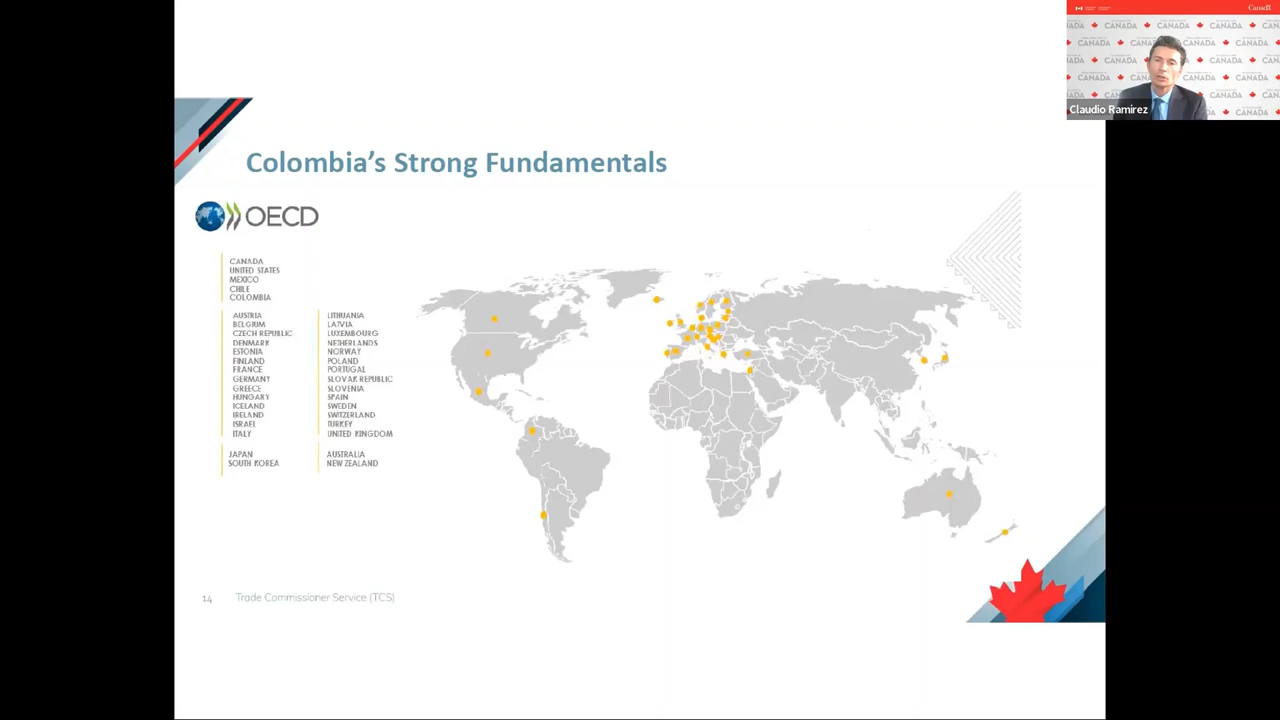 Canada
CANADA
Claudio Ramirez
Colombia's Strong Fundamentals
OECD
CANADA
UNITED STATES
MEXICO
CHILE
COLOMBIA
AUSTRIA
BELGIUM
CZECH REPUBLIC
DENMARK
ESTONIA
FINLAND
FRANCE
GERMANY
GREECE
HUNGARY
ICELAND
IRELAND
ISRAEL
ITALY
LITHUANIA
LATVIA
LUXEMBOURG
NETHERLANDS
NORWAY
POLAND
PORTUGAL
SLOVAK REPUBLIC
SLOVENIA
SPAIN
SWEDEN
SWITZERLAND
TURKEY
UNITED KINGDOM
JAPAN
SOUTH KOREA
AUSTRALIA
NEW ZEALAND
14 Trade Commissioner Service (TCS)